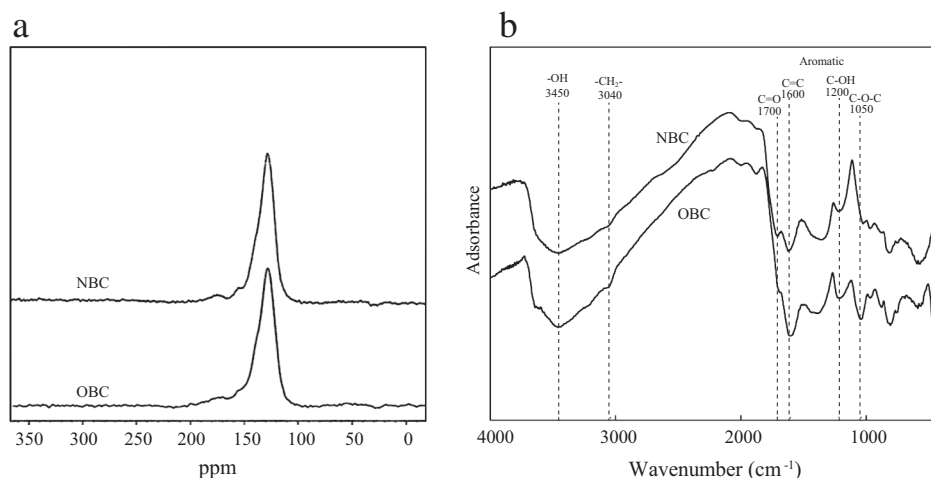 a
NBC
OBC
350 300 250 200 150 100 50 0
ppm
b
Aromatic
-OH
3450
-CH₂-
3040
C=O
1700
C=C
1600
C-OH
1200
C-O-C
1050
NBC
OBC
Adsorbance
4000 3000 2000 1000
Wavenumber (cm⁻¹)